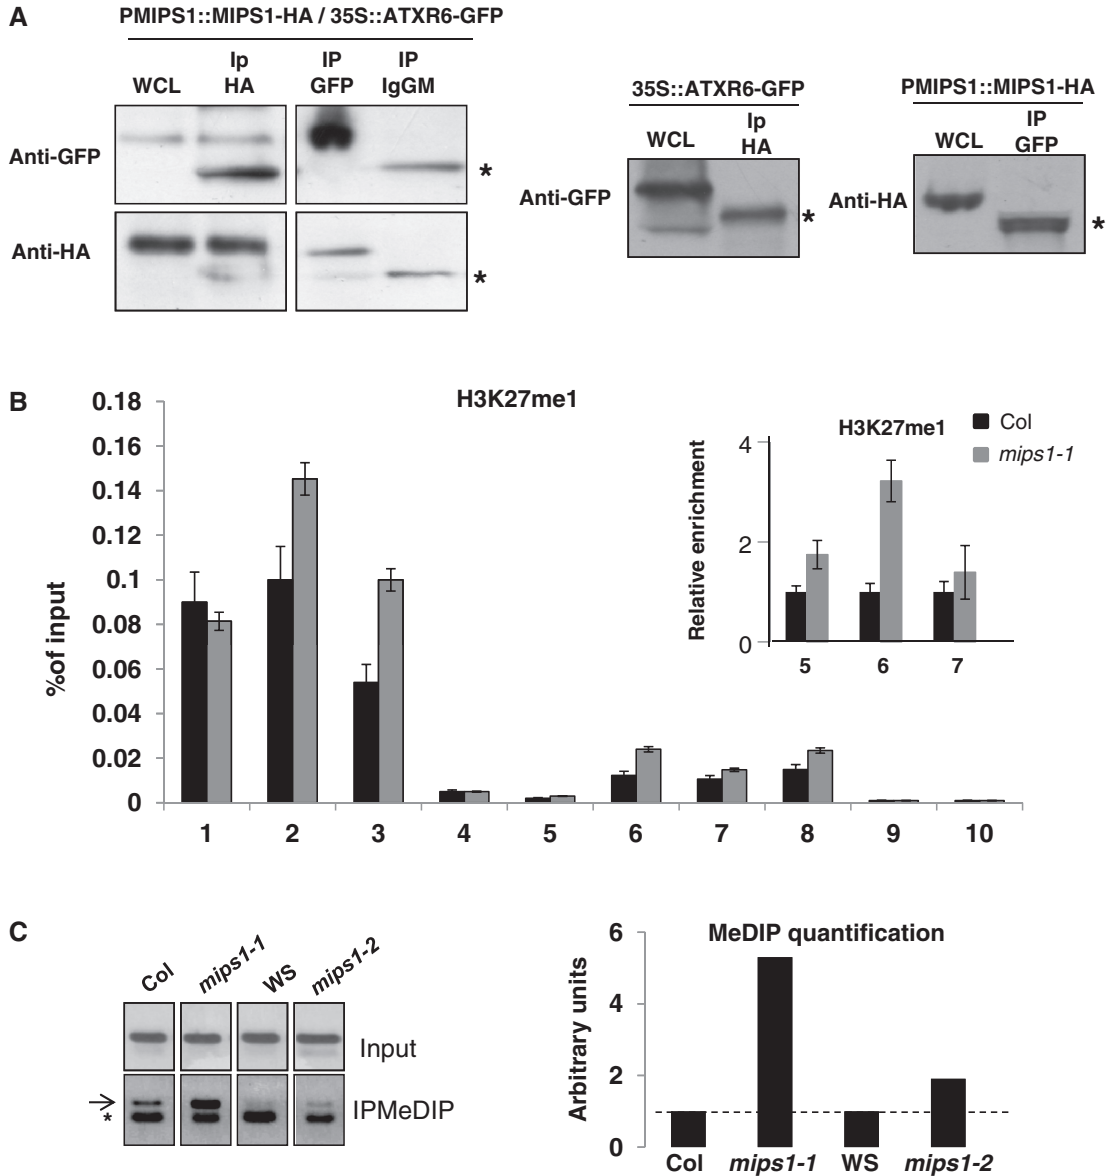 A
PMIPS1::MIPS1-HA / 35S::ATXR6-GFP
WCL
Ip
HA
IP
GFP
IP
IgGM
Anti-GFP
*
Anti-HA
*
35S::ATXR6-GFP
WCL
Ip
HA
Anti-GFP
*
PMIPS1::MIPS1-HA
WCL
IP
GFP
Anti-HA
*
B
H3K27me1
%of input
0.18
0.16
0.14
0.12
0.1
0.08
0.06
0.04
0.02
0
1 2 3 4 5 6 7 8 9 10
H3K27me1
Col
mips1-1
Relative enrichment
4
2
0
5 6 7
C
Col mips1-1 WS mips1-2
Input
IPMeDIP
*
MeDIP quantification
Arbitrary units
6
4
2
0
Col mips1-1 WS mips1-2